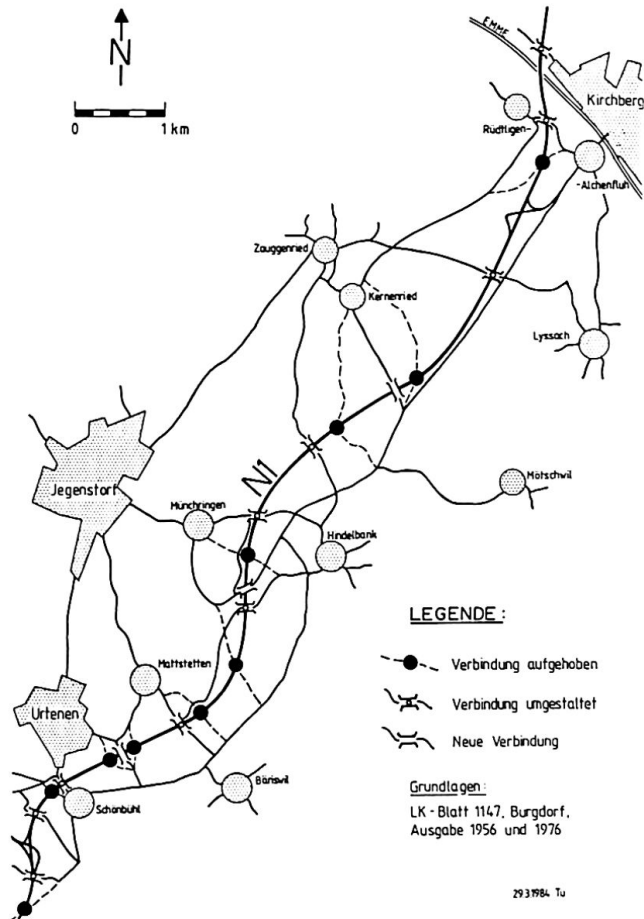 N
0 1 km
EMME
Kirchberg
Rüdtligen-
-Alchenflüh
Zauggenried
Kernenried
Lyssach
Jegenstorf
N1
Mötschwil
Münchringen
Hindelbank
Mattstetten
Urtenen
Bäriswil
Schönbühl
LEGENDE:
Verbindung aufgehoben
Verbindung umgestaltet
Neue Verbindung
Grundlagen:
LK-Blatt 1147, Burgdorf,
Ausgabe 1956 und 1976
29.3.1984 Tu